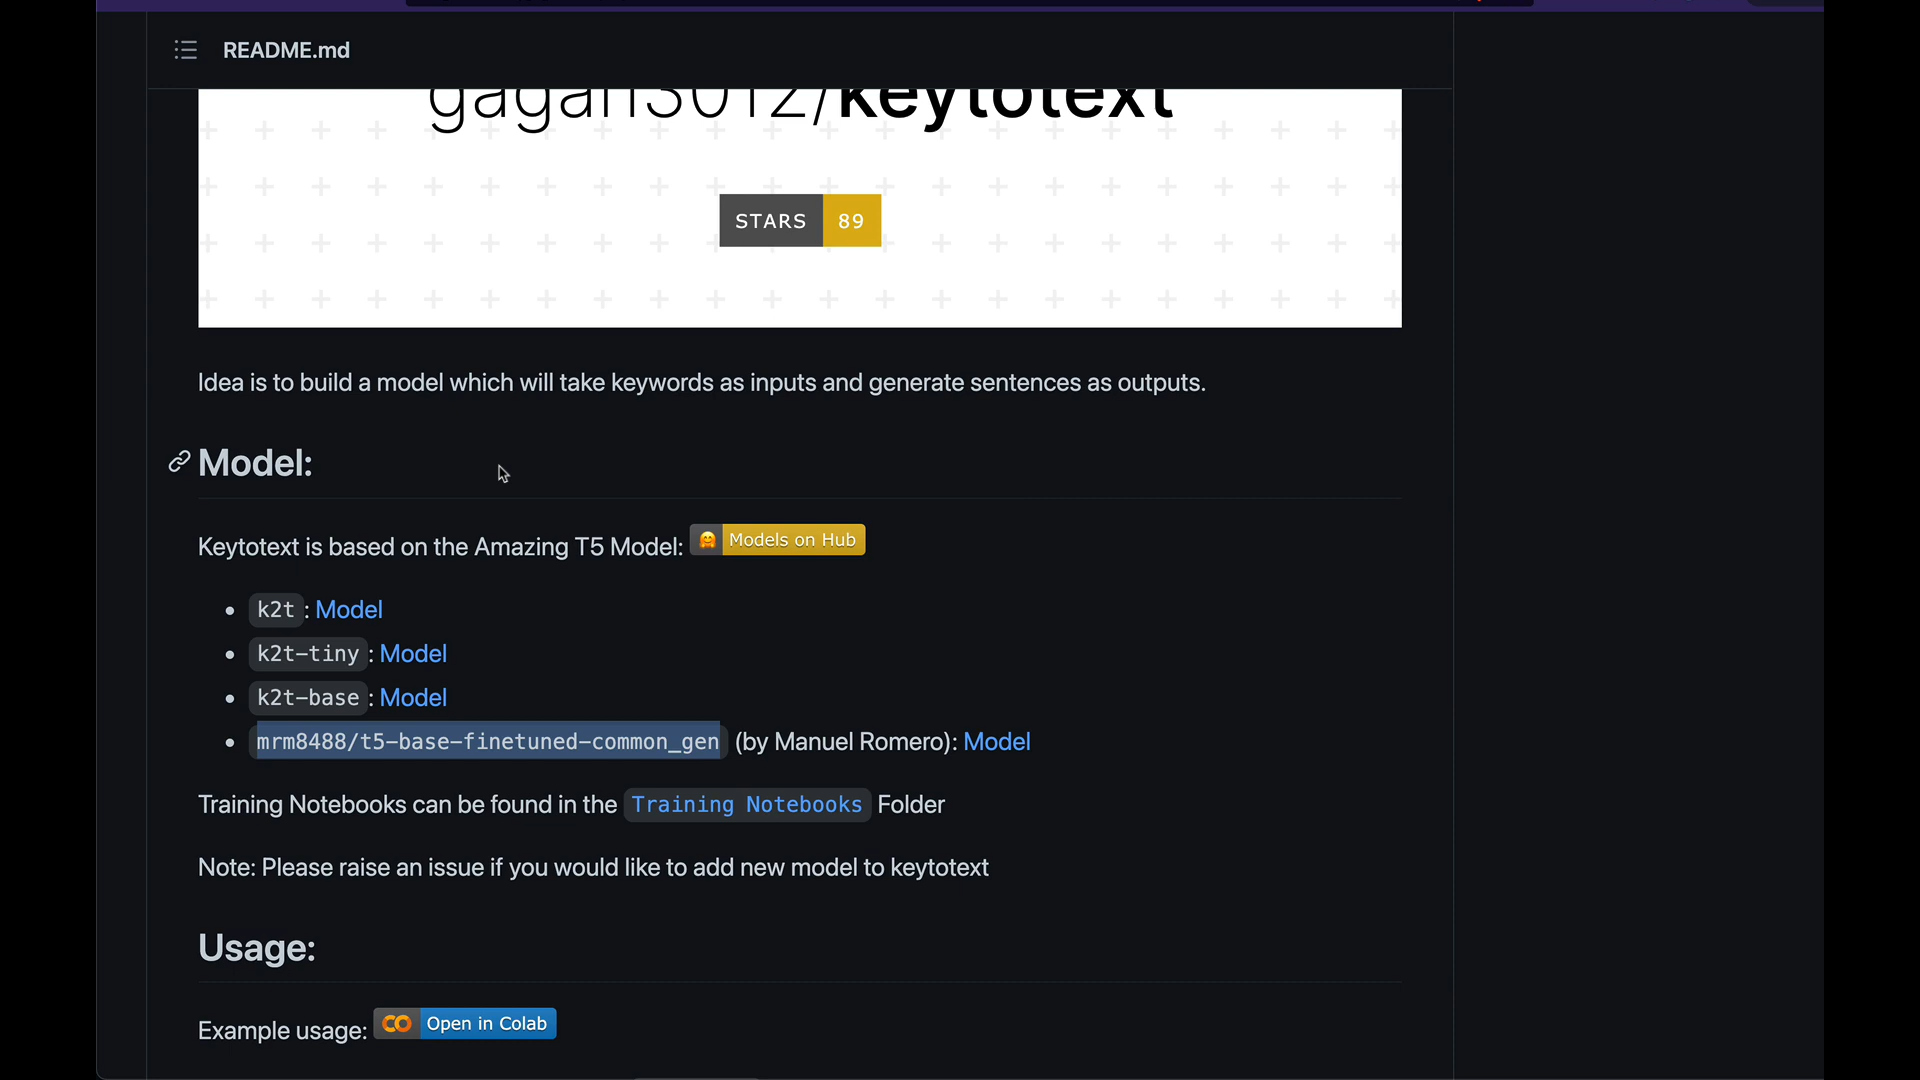 README.md
gagan3012/keytotext
STARS 89
Idea is to build a model which will take keywords as inputs and generate sentences as outputs.
Model:
Keytotext is based on the Amazing T5 Model: Models on Hub
k2t : Model
k2t-tiny : Model
k2t-base : Model
mrm8488/t5-base-finetuned-common_gen (by Manuel Romero): Model
Training Notebooks can be found in the Training Notebooks Folder
Note: Please raise an issue if you would like to add new model to keytotext
Usage:
Example usage: Open in Colab